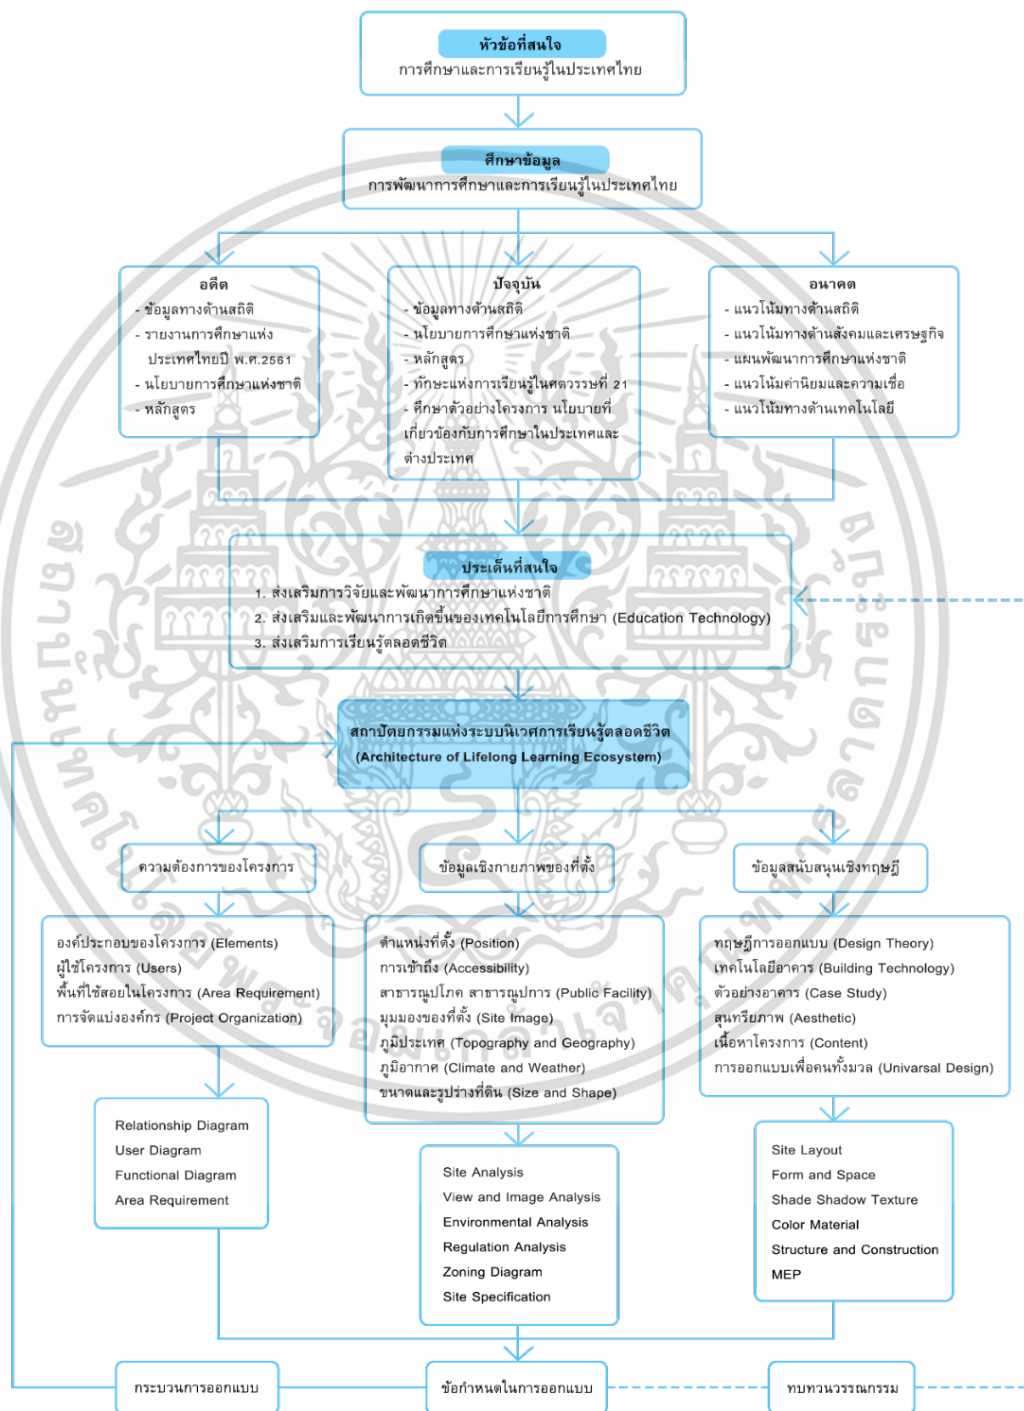 หัวข้อที่สนใจ
การศึกษาและการเรียนรู้ในประเทศไทย
ศึกษาข้อมูล
การพัฒนาการศึกษาและการเรียนรู้ในประเทศไทย
อดีต
- ข้อมูลทางด้านสถิติ
- รายงานการศึกษาแห่ง
ประเทศไทยปี พ.ศ.2561
- นโยบายการศึกษาแห่งชาติ
- หลักสูตร
ปัจจุบัน
- ข้อมูลทางด้านสถิติ
- นโยบายการศึกษาแห่งชาติ
- หลักสูตร
- ทักษะแห่งการเรียนรู้ในศตวรรษที่ 21
- ศึกษาตัวอย่างโครงการ นโยบายที่
เกี่ยวข้องกับการศึกษาในประเทศและ
ต่างประเทศ
อนาคต
- แนวโน้มทางด้านสถิติ
- แนวโน้มทางด้านสังคมและเศรษฐกิจ
- แผนพัฒนาการศึกษาแห่งชาติ
- แนวโน้มค่านิยมและความเชื่อ
- แนวโน้มทางด้านเทคโนโลยี
ประเด็นที่สนใจ
1. ส่งเสริมการวิจัยและพัฒนาการศึกษาแห่งชาติ
2. ส่งเสริมและพัฒนาการเกิดขึ้นของเทคโนโลยีการศึกษา (Education Technology)
3. ส่งเสริมการเรียนรู้ตลอดชีวิต
สถาปัตยกรรมแห่งระบบนิเวศการเรียนรู้ตลอดชีวิต
(Architecture of Lifelong Learning Ecosystem)
ความต้องการของโครงการ
ข้อมูลเชิงกายภาพของที่ตั้ง
ข้อมูลสนับสนุนเชิงทฤษฎี
องค์ประกอบของโครงการ (Elements)
ผู้ใช้โครงการ (Users)
พื้นที่ใช้สอยในโครงการ (Area Requirement)
การจัดแบ่งองค์กร (Project Organization)
ตำแหน่งที่ตั้ง (Position)
การเข้าถึง (Accessibility)
สาธารณูปโภค สาธารณูปการ (Public Facility)
มุมมองของที่ตั้ง (Site Image)
ภูมิประเทศ (Topography and Geography)
ภูมิอากาศ (Climate and Weather)
ขนาดและรูปร่างที่ดิน (Size and Shape)
ทฤษฎีการออกแบบ (Design Theory)
เทคโนโลยีอาคาร (Building Technology)
ตัวอย่างอาคาร (Case Study)
สุนทรียภาพ (Aesthetic)
เนื้อหาโครงการ (Content)
การออกแบบเพื่อคนทั้งมวล (Univarsal Design)
Relationship Diagram
User Diagram
Functional Diagram
Area Requirement
Site Analysis
View and Image Analysis
Environmental Analysis
Regulation Analysis
Zoning Diagram
Site Specification
Site Layout
Form and Space
Shade Shadow Texture
Color Material
Structure and Construction
MEP
กระบวนการออกแบบ
ข้อกำหนดในการออกแบบ
ทบทวนวรรณกรรม
สถาบันเทคโนโลยีพระจอมเกล้าเจ้าคุณทหารลาดกระบัง